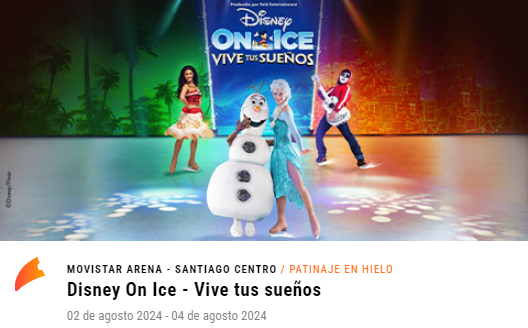 Producido por Feld Entertainment
Disney
ON ICE
VIVE TUS SUEÑOS
©Disney/Pixar
MOVISTAR ARENA - SANTIAGO CENTRO / PATINAJE EN HIELO
Disney On Ice - Vive tus sueños
02 de agosto 2024 - 04 de agosto 2024